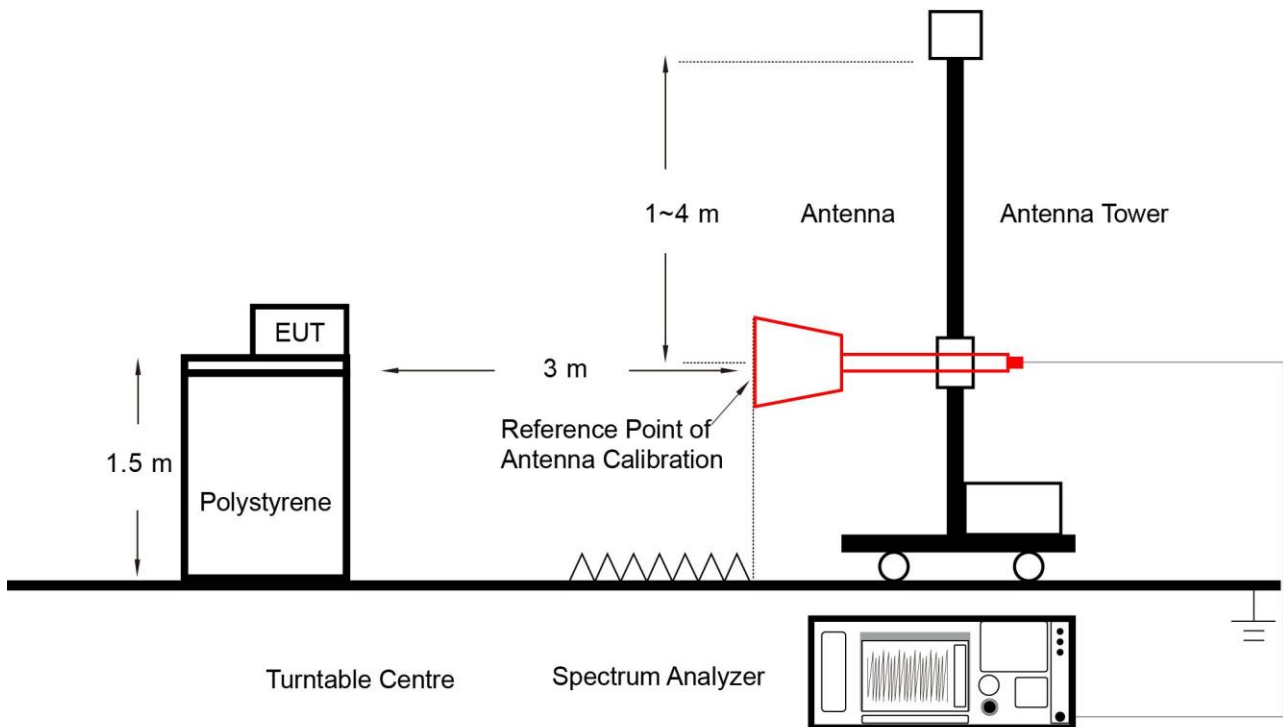 1~4 m
Antenna
Antenna Tower
EUT
3 m
Reference Point of
Antenna Calibration
1.5 m
Polystyrene
Turntable Centre
Spectrum Analyzer